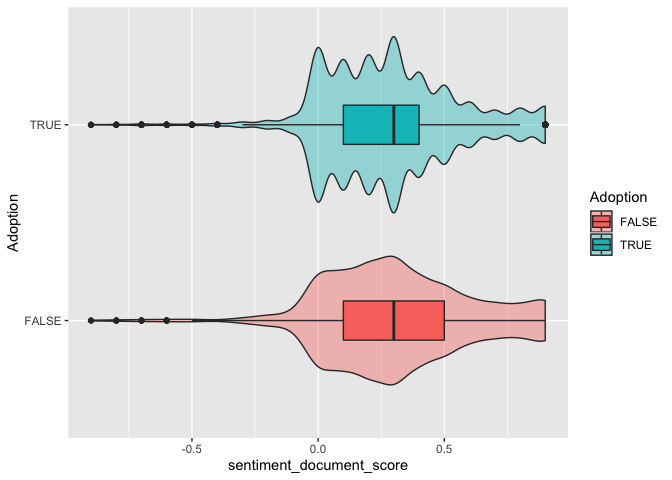 TRUE
FALSE
Adoption
-0.5
0.0
0.5
sentiment_document_score
Adoption
FALSE
TRUE